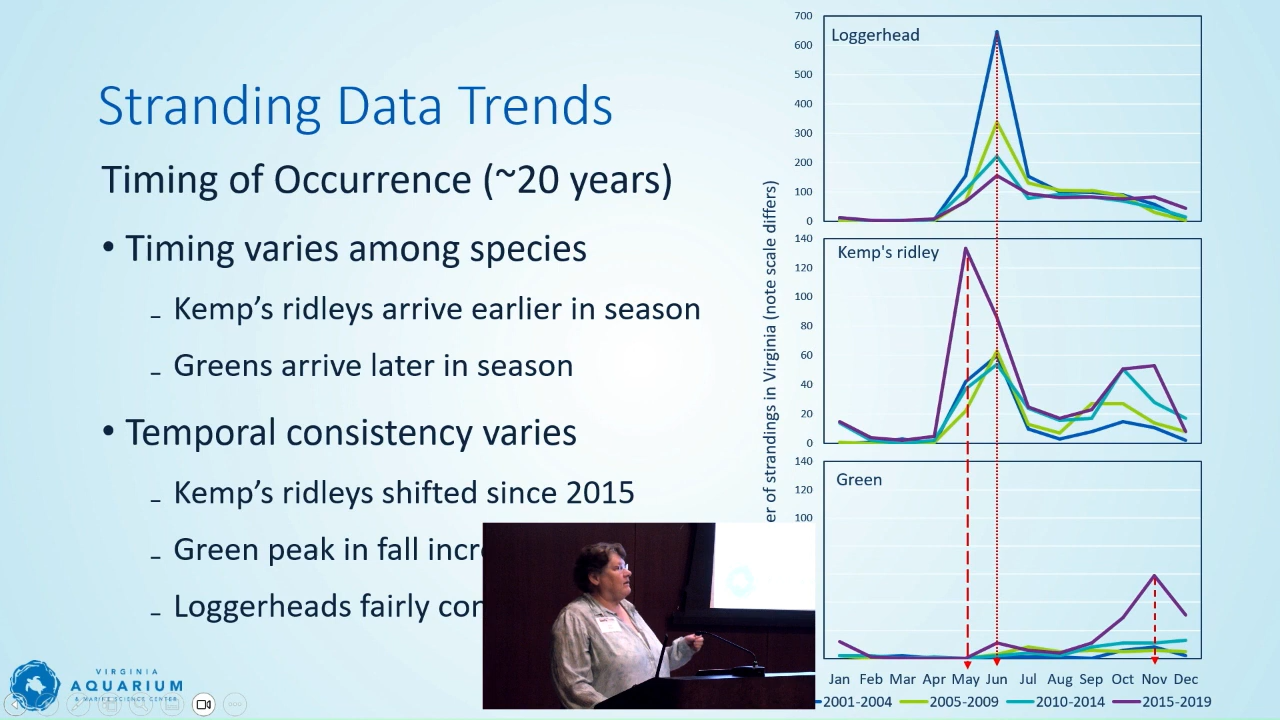 Stranding Data Trends
Timing of Occurrence (~20 years)
• Timing varies among species
– Kemp's ridleys arrive earlier in season
– Greens arrive later in season
• Temporal consistency varies
– Kemp's ridleys shifted since 2015
– Green peak in fall
– Loggerheads fairly
VIRGINIA
AQUARIUM
& MARINE SCIENCE CENTER
er of strandings in Virginia (note scale differs)
Loggerhead
700
600
500
400
300
200
100
0
Kemp's ridley
140
120
100
80
60
40
20
0
Green
140
120
100
Jan Feb Mar Apr May Jun Jul Aug Sep Oct Nov Dec
2001-2004 2005-2009 2010-2014 2015-2019